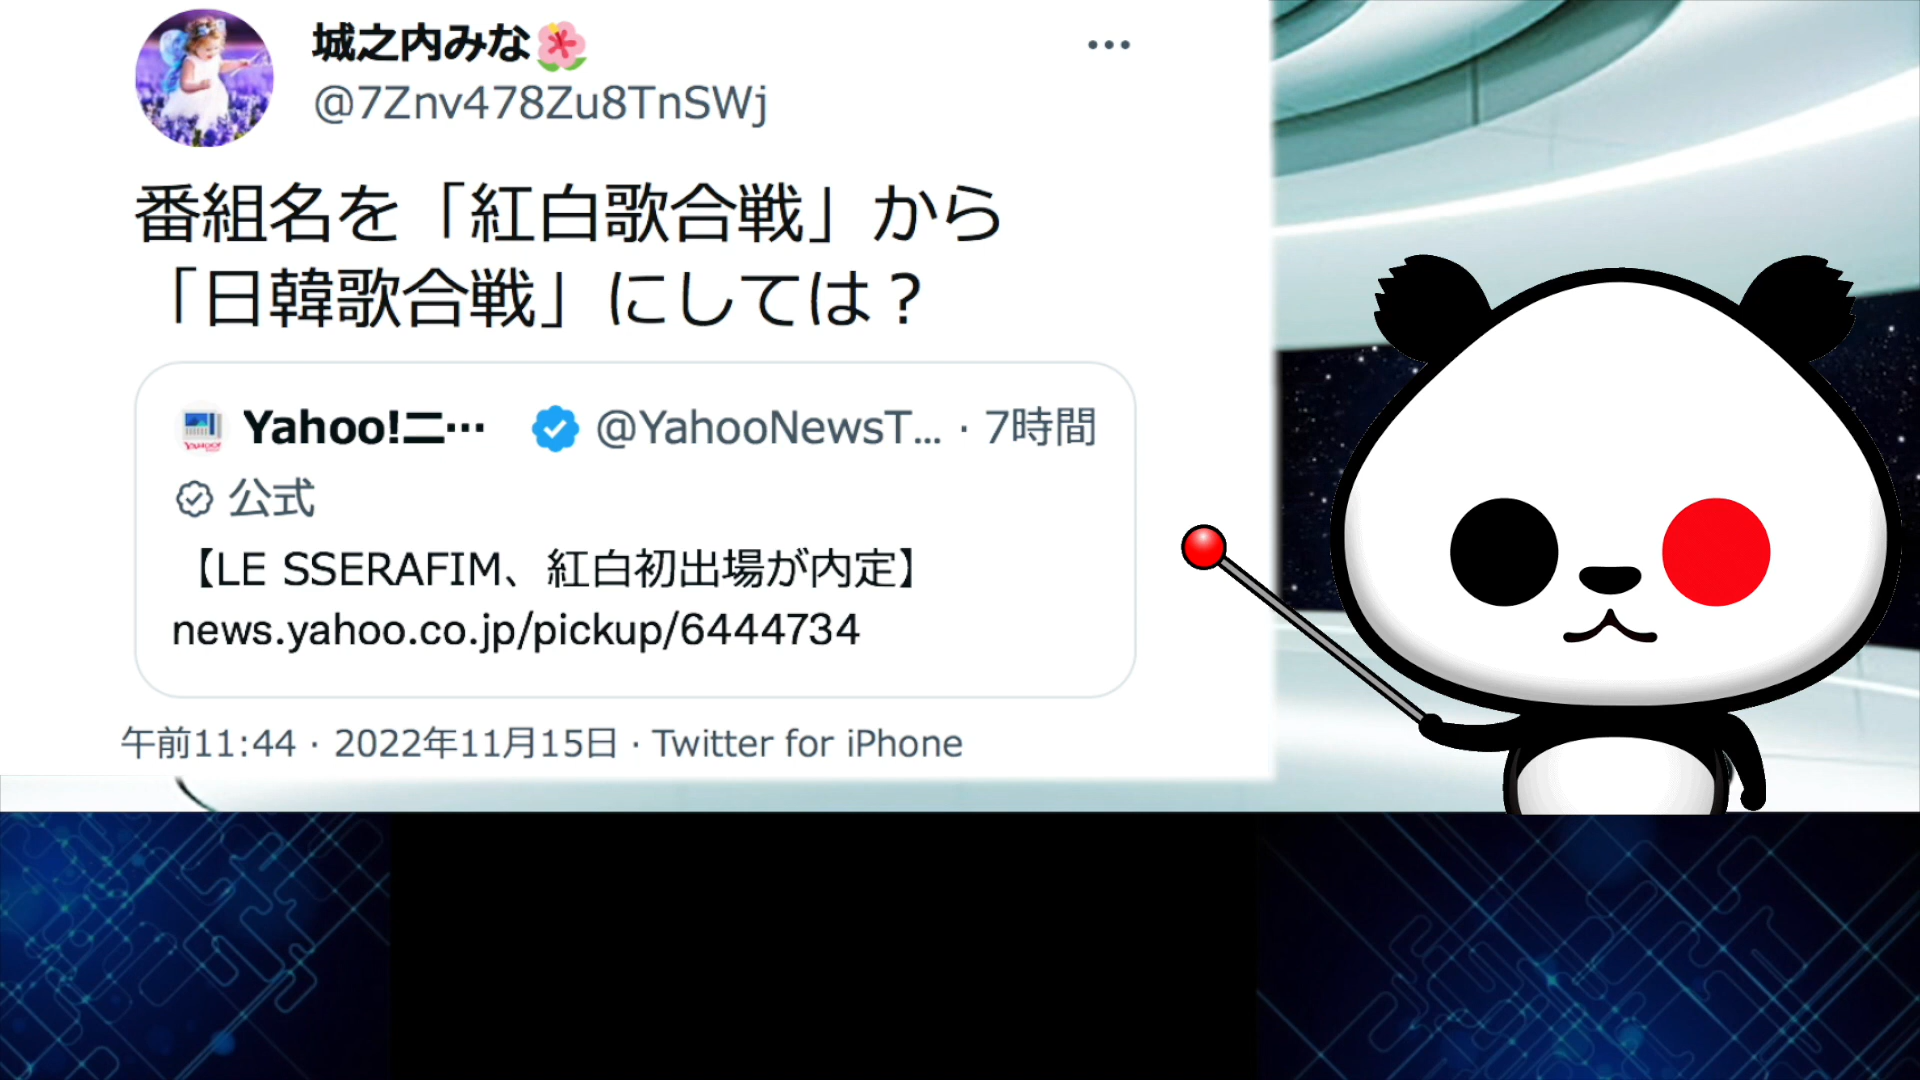 城之内みな🌺
@7Znv478Zu8TnSWj
番組名を「紅白歌合戦」から
「日韓歌合戦」にしては？
Yahoo!ニ… @YahooNewsT... · 7時間
公式
【LE SSERAFIM、紅白初出場が内定】
news.yahoo.co.jp/pickup/6444734
午前11:44 · 2022年11月15日 · Twitter for iPhone